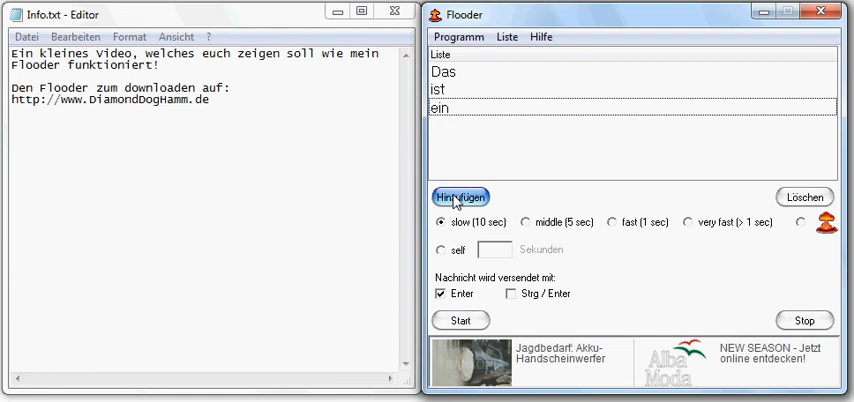 Info.txt - Editor
Datei Bearbeiten Format Ansicht ?
Ein kleines Video, welches euch zeigen soll wie mein
Flooder funktioniert!
Den Flooder zum downloaden auf:
http://www.DiamondDogHamm.de
Flooder
Programm Liste Hilfe
Liste
Das
ist
ein
Hinzufügen Löschen
slow (10 sec) middle (5 sec) fast (1 sec) very fast (> 1 sec)
self Sekunden
Nachricht wird versendet mit:
Enter Strg / Enter
Start Stop
Jagdbedarf: Akku-
Handscheinwerfer
Alba
Moda
NEW SEASON - Jetzt
online entdecken!